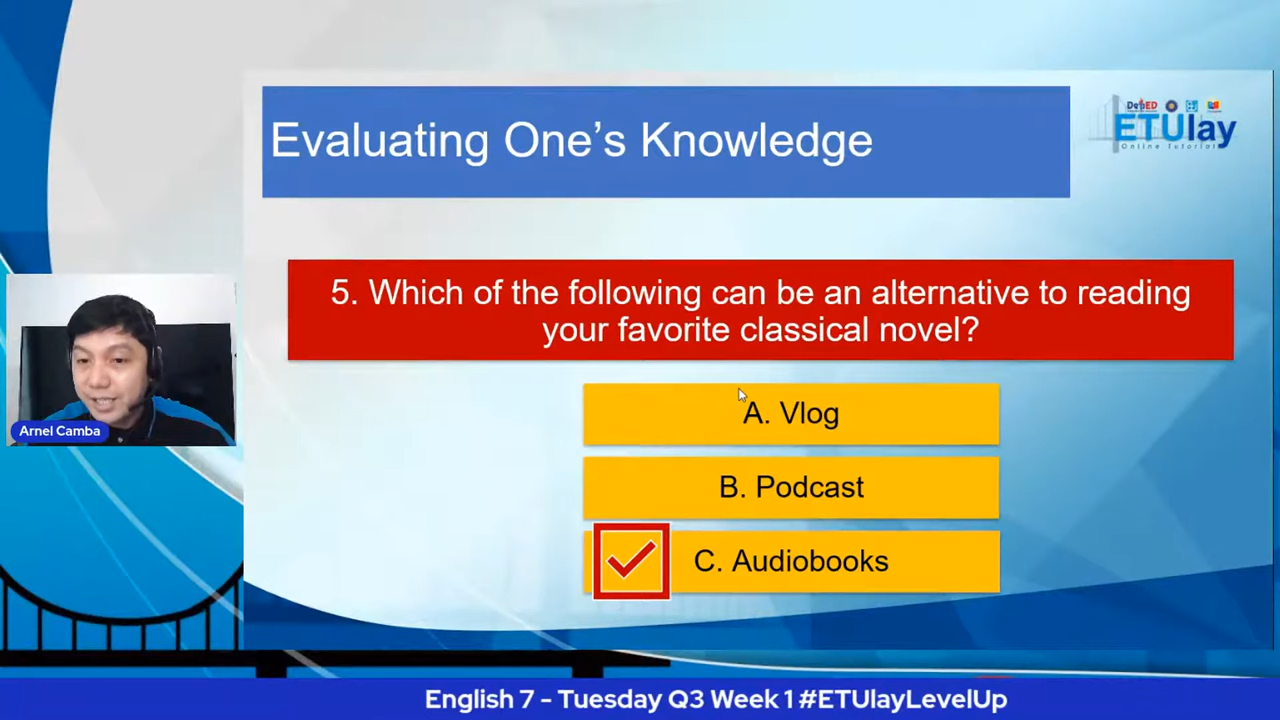 Evaluating One's Knowledge
DepED
ETUlay
Online Tutorial
5. Which of the following can be an alternative to reading
your favorite classical novel?
A. Vlog
B. Podcast
C. Audiobooks
Arnel Camba
English 7 - Tuesday Q3 Week 1 #ETUlayLevelUp